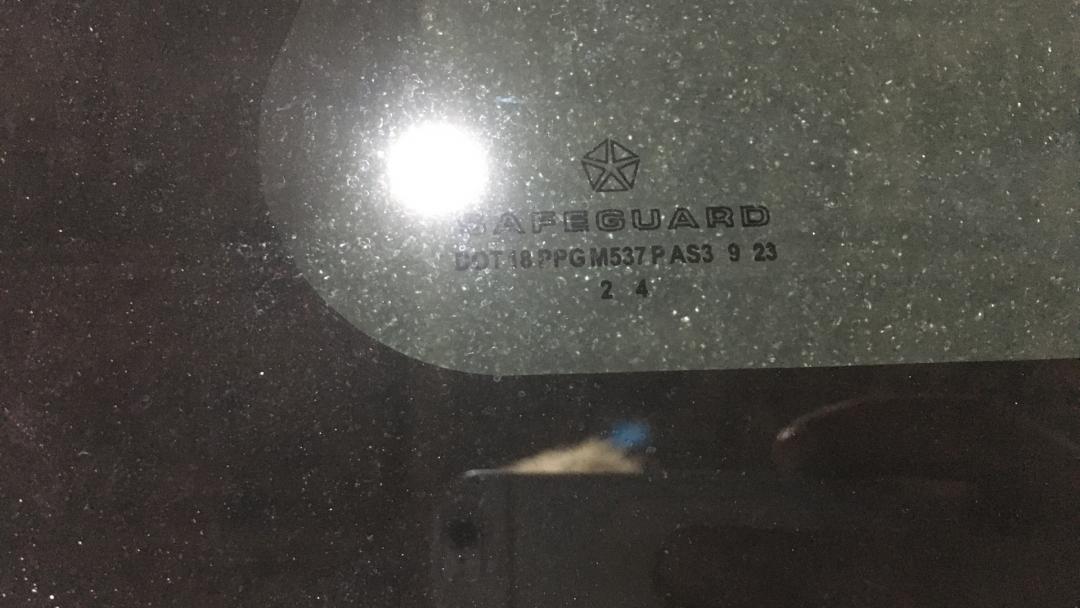 SAFEGUARD
DOT 18 PPG M537 P AS3 9 23
2 4